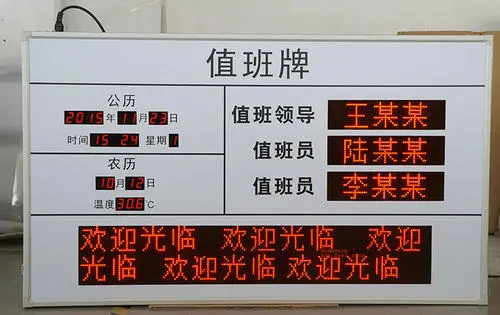 值班牌
公历
2015年11月23日
时间 15 24 星期 1
农历
10月12日
温度 30.6℃
值班领导 王某某
值班员 陆某某
值班员 李某某
欢迎光临 欢迎光临 欢迎
光临 欢迎光临 欢迎光临